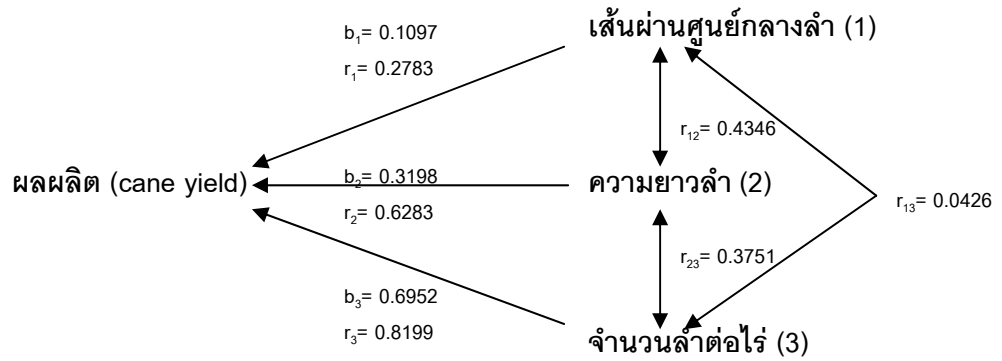 เส้นผ่านศูนย์กลางลำ (1)
b₁= 0.1097
r₁= 0.2783
r₁₂= 0.4346
ผลผลิต (cane yield)
b₂= 0.3198
r₂= 0.6283
ความยาวลำ (2)
r₁₃= 0.0426
r₂₃= 0.3751
b₃= 0.6952
r₃= 0.8199
จำนวนลำต่อไร่ (3)